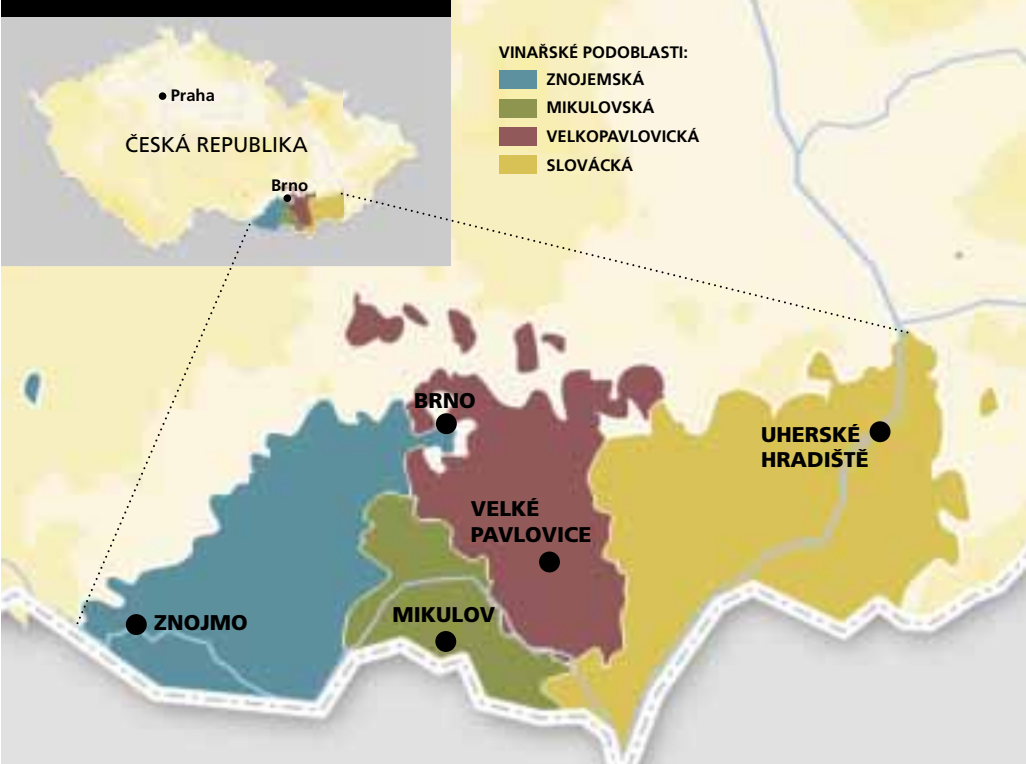 Praha
ČESKÁ REPUBLIKA
Brno
VINAŘSKÉ PODOBLASTI:
ZNOJEMSKÁ
MIKULOVSKÁ
VELKOPAVLOVICKÁ
SLOVÁCKÁ
BRNO
UHERSKÉ
HRADIŠTĚ
VELKÉ
PAVLOVICE
MIKULOV
ZNOJMO